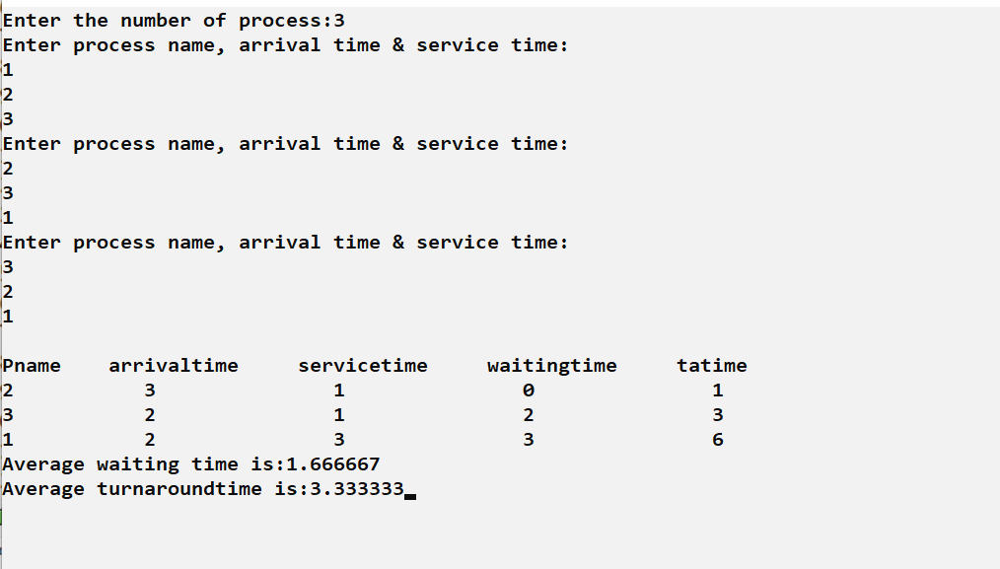 Enter the number of process:3
Enter process name, arrival time & service time:
1
2
3
Enter process name, arrival time & service time:
2
3
1
Enter process name, arrival time & service time:
3
2
1
Pname arrivaltime servicetime waitingtime tatime
2 3 1 0 1
3 2 1 2 3
1 2 3 3 6
Average waiting time is:1.666667
Average turnaroundtime is:3.333333